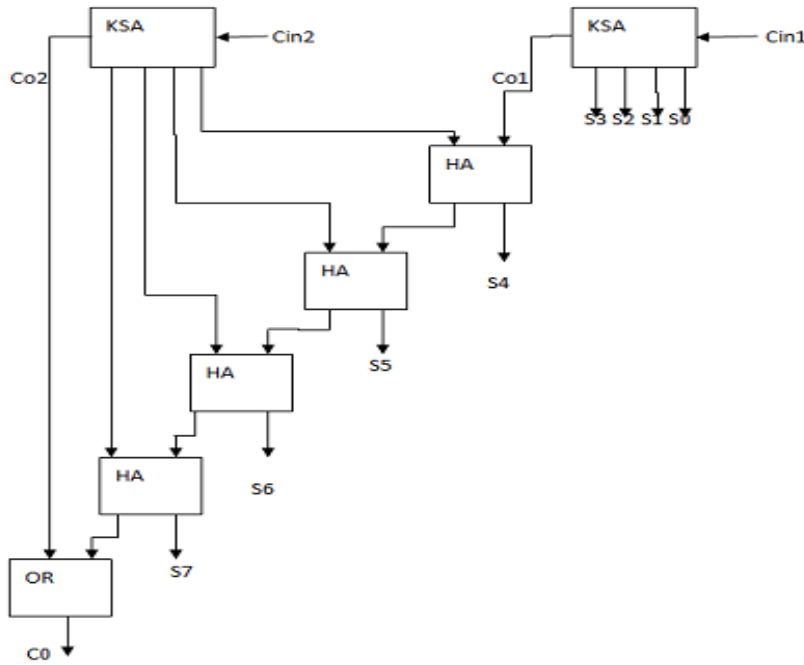 KSA
Cin2
KSA
Cin1
Co2
Co1
S3 S2 S1 S0
HA
HA
S4
HA
S5
HA
S6
OR
S7
C0